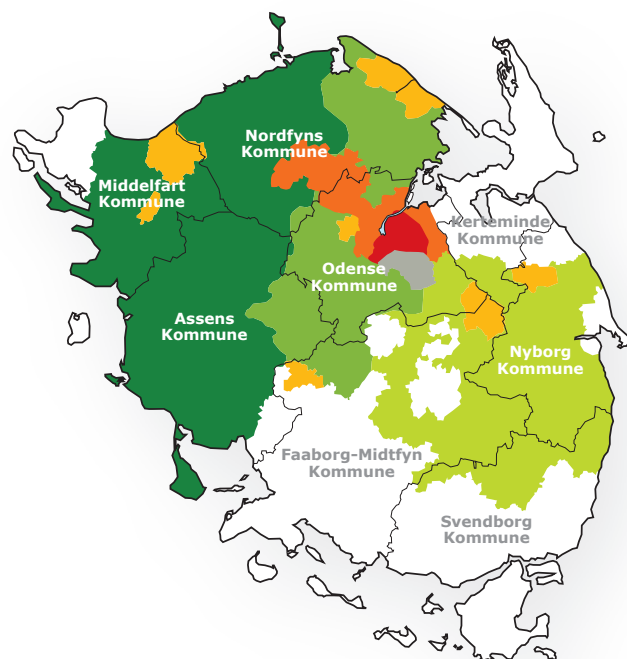 Nordfyns
Kommune
Middelfart
Kommune
Kerteminde
Kommune
Odense
Kommune
Assens
Kommune
Nyborg
Kommune
Faaborg-Midtfyn
Kommune
Svendborg
Kommune